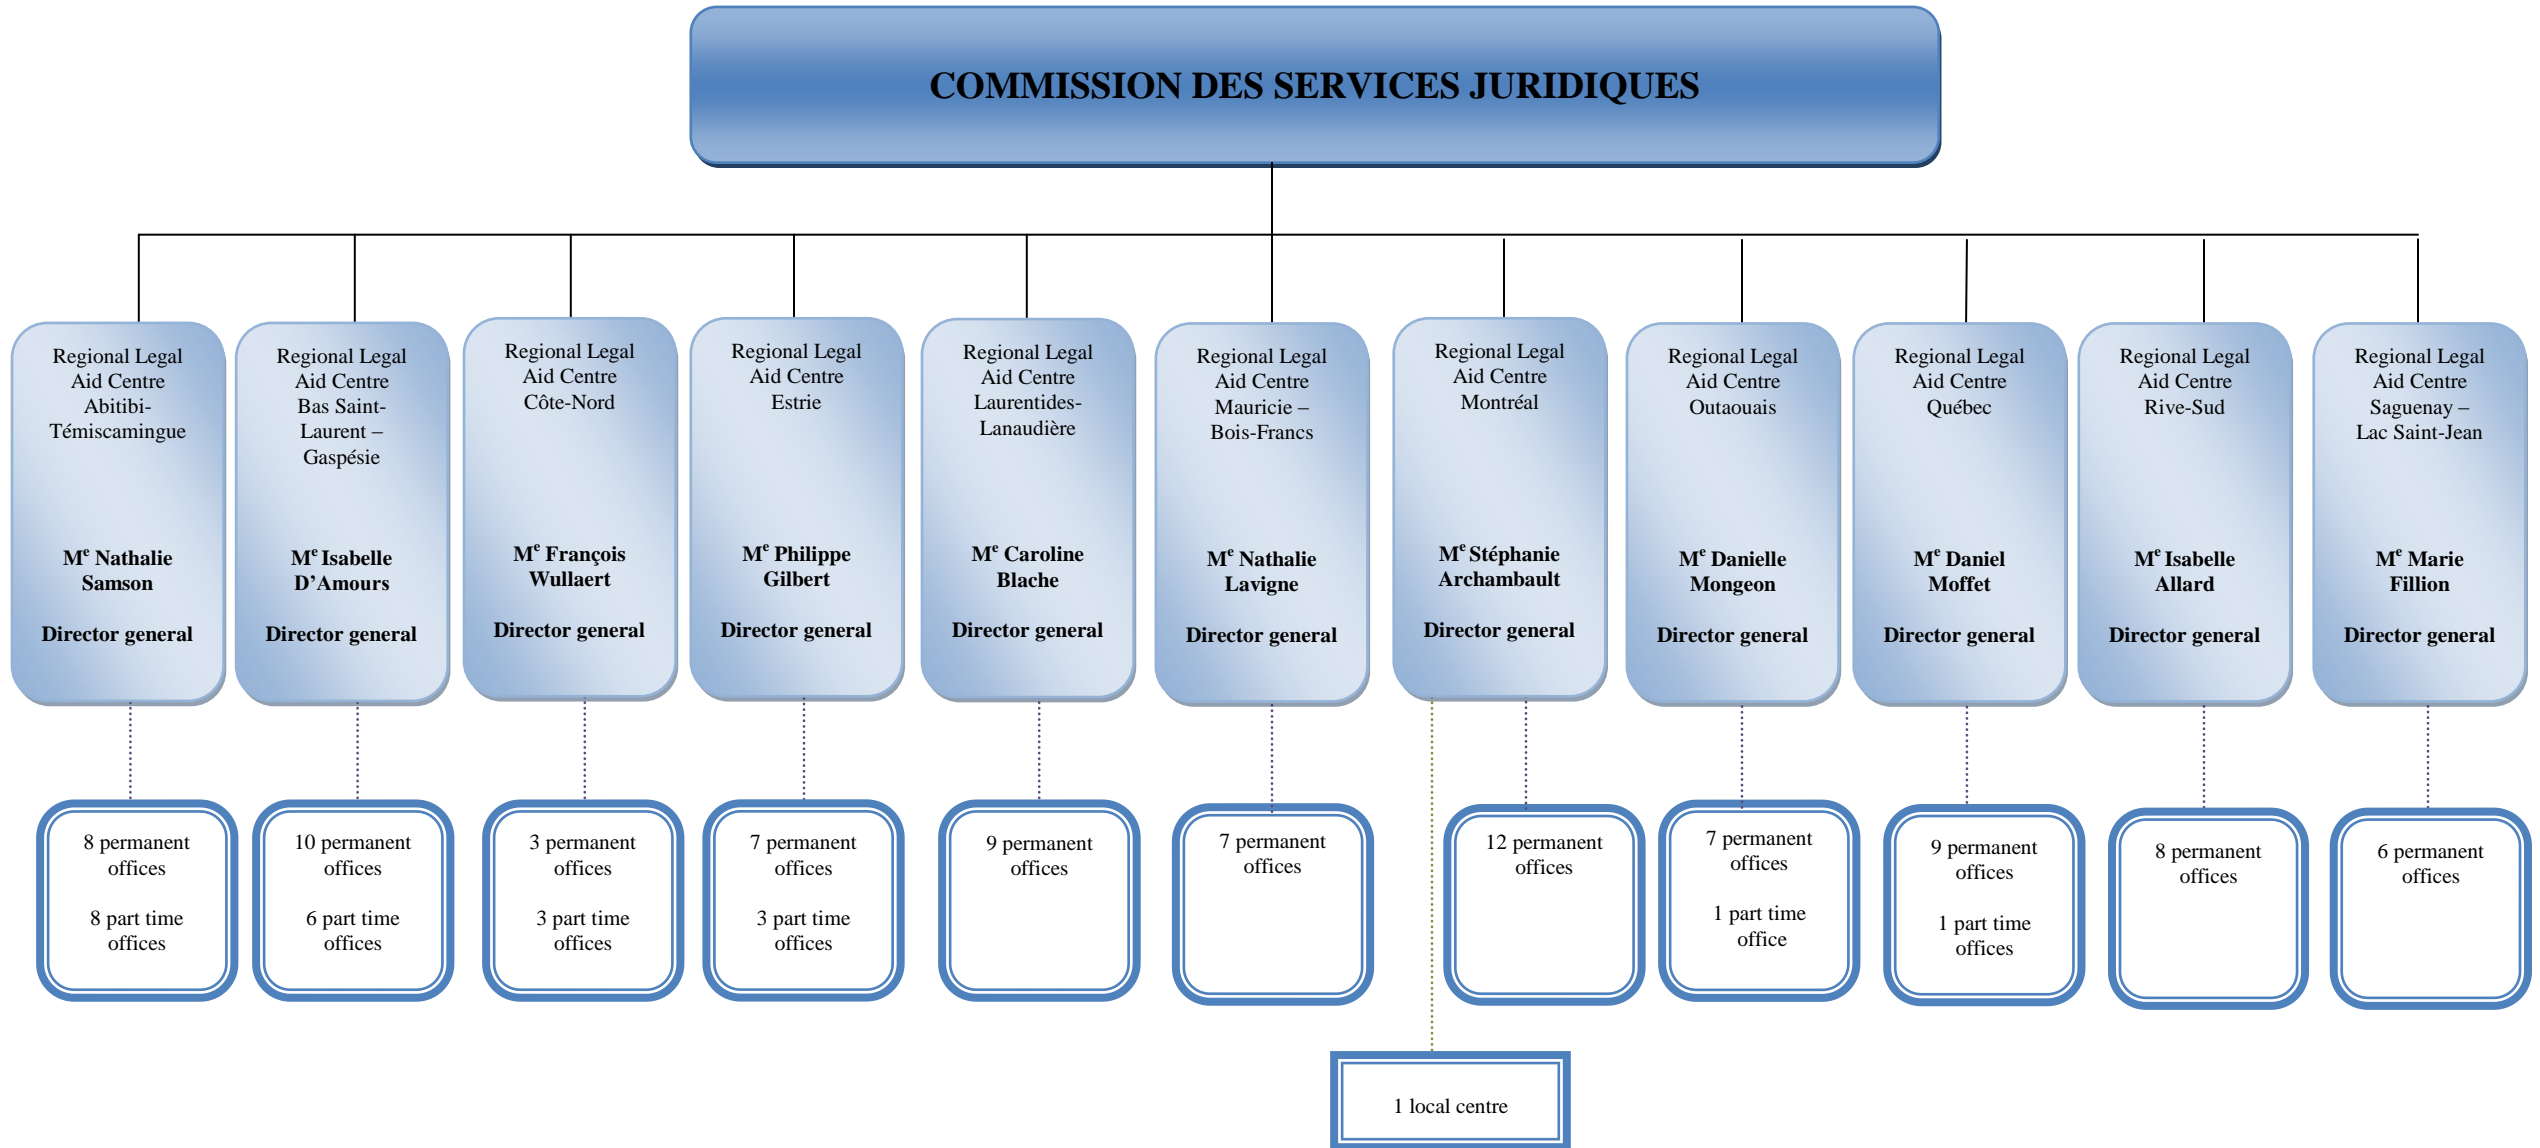 COMMISSION DES SERVICES JURIDIQUES
Regional Legal
Aid Centre
Abitibi-
Témiscamingue
Mᵉ Nathalie
Samson
Director general
Regional Legal
Aid Centre
Bas Saint-
Laurent –
Gaspésie
Mᵉ Isabelle
D’Amours
Director general
Regional Legal
Aid Centre
Côte-Nord
Mᵉ François
Wullaert
Director general
Regional Legal
Aid Centre
Estrie
Mᵉ Philippe
Gilbert
Director general
Regional Legal
Aid Centre
Laurentides-
Lanaudière
Mᵉ Caroline
Blache
Director general
Regional Legal
Aid Centre
Mauricie –
Bois-Francs
Mᵉ Nathalie
Lavigne
Director general
Regional Legal
Aid Centre
Montréal
Mᵉ Stéphanie
Archambault
Director general
Regional Legal
Aid Centre
Outaouais
Mᵉ Danielle
Mongeon
Director general
Regional Legal
Aid Centre
Québec
Mᵉ Daniel
Moffet
Director general
Regional Legal
Aid Centre
Rive-Sud
Mᵉ Isabelle
Allard
Director general
Regional Legal
Aid Centre
Saguenay –
Lac Saint-Jean
Mᵉ Marie
Fillion
Director general
8 permanent
offices
8 part time
offices
10 permanent
offices
6 part time
offices
3 permanent
offices
3 part time
offices
7 permanent
offices
3 part time
offices
9 permanent
offices
7 permanent
offices
12 permanent
offices
7 permanent
offices
1 part time
office
9 permanent
offices
1 part time
offices
8 permanent
offices
6 permanent
offices
1 local centre